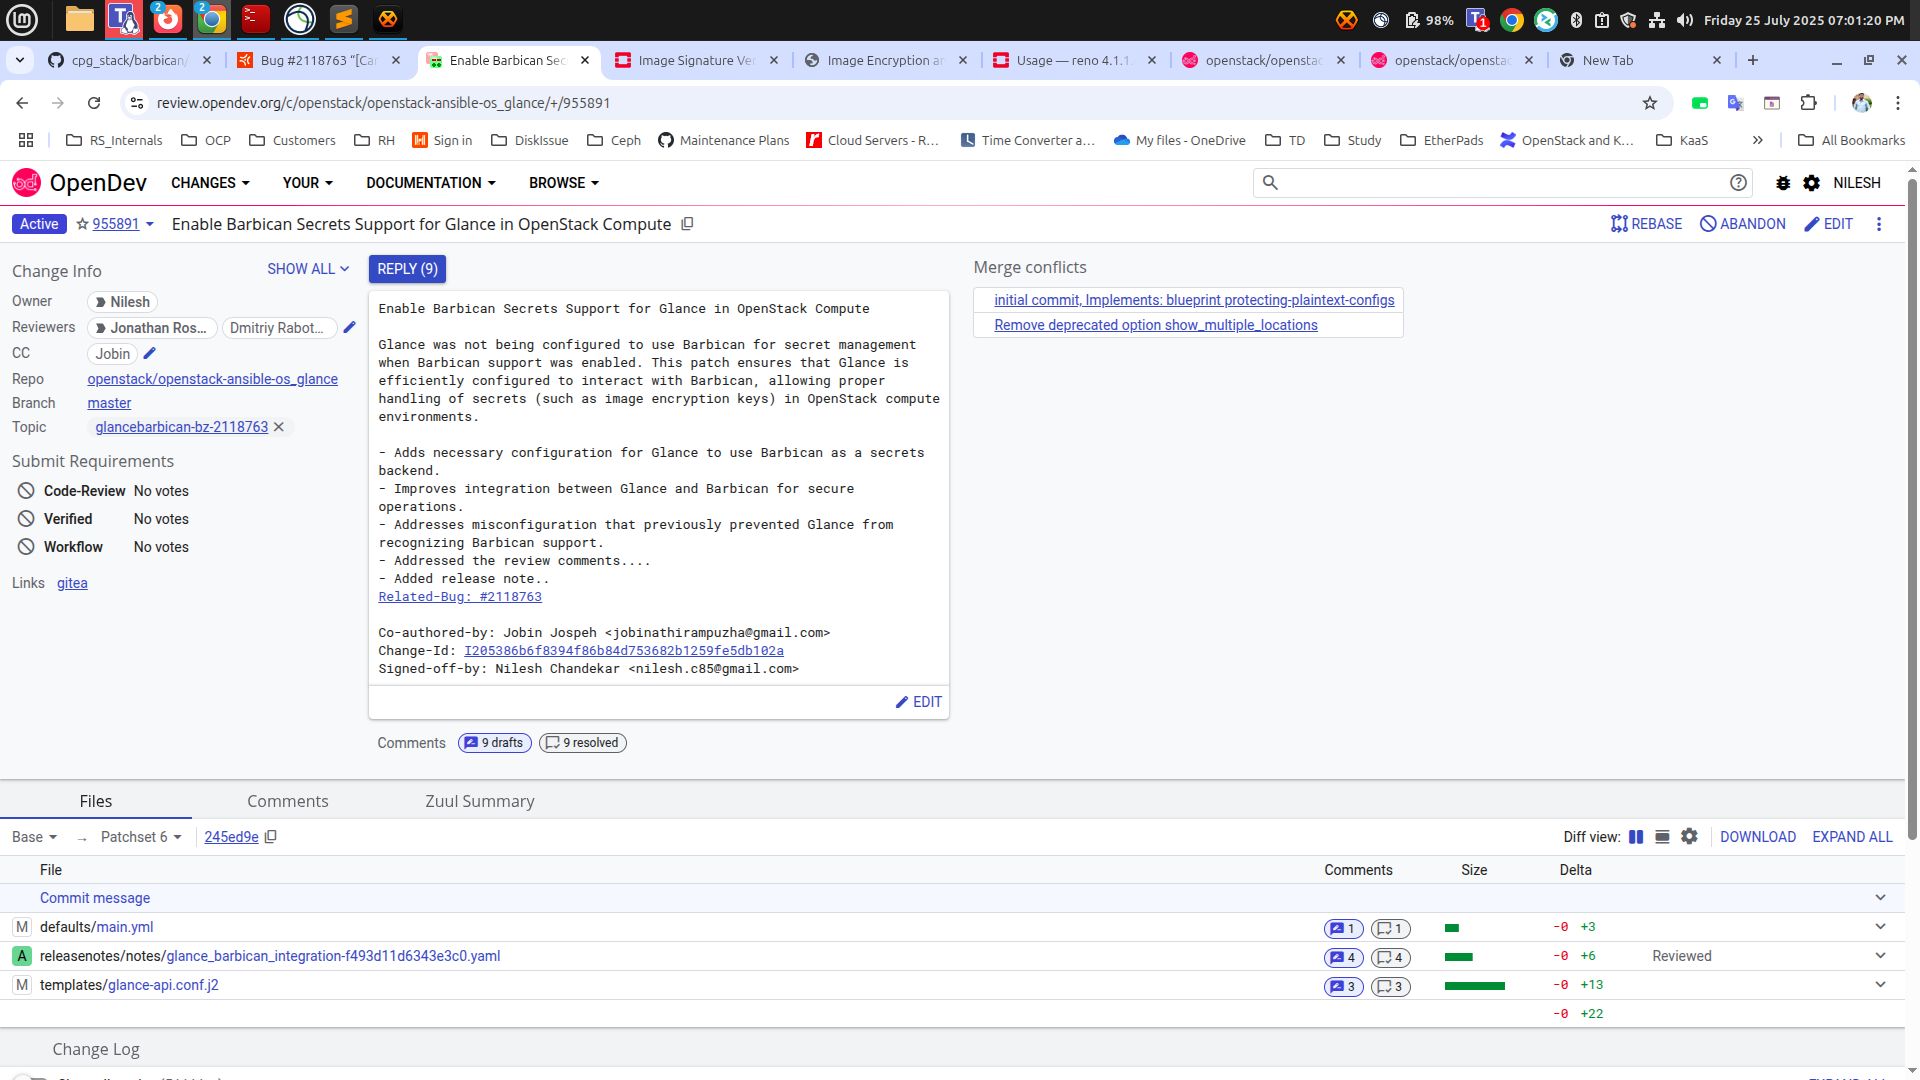 98%
Friday 25 July 2025 07:01:20 PM
cpg_stack/barbican/
Bug #2118763 “[Car
Enable Barbican Sec
Image Signature Ve
Image Encryption a
Usage — reno 4.1.1.
openstack/opensta
openstack/opensta
New Tab
review.opendev.org/c/openstack/openstack-ansible-os_glance/+/955891
RS_Internals
OCP
Customers
RH
Sign in
DiskIssue
Ceph
Maintenance Plans
Cloud Servers - R...
Time Converter a...
My files - OneDrive
TD
Study
EtherPads
OpenStack and K...
KaaS
All Bookmarks
OpenDev
CHANGES
YOUR
DOCUMENTATION
BROWSE
NILESH
Active
955891
Enable Barbican Secrets Support for Glance in OpenStack Compute
REBASE
ABANDON
EDIT
Change Info
SHOW ALL
Owner
Nilesh
Reviewers
Jonathan Ros...
Dmitriy Rabot...
CC
Jobin
Repo
openstack/openstack-ansible-os_glance
Branch
master
Topic
glancebarbican-bz-2118763
Submit Requirements
Code-Review No votes
Verified No votes
Workflow No votes
Links gitea
REPLY (9)
Enable Barbican Secrets Support for Glance in OpenStack Compute
Glance was not being configured to use Barbican for secret management
when Barbican support was enabled. This patch ensures that Glance is
efficiently configured to interact with Barbican, allowing proper
handling of secrets (such as image encryption keys) in OpenStack compute
environments.
- Adds necessary configuration for Glance to use Barbican as a secrets
backend.
- Improves integration between Glance and Barbican for secure
operations.
- Addresses misconfiguration that previously prevented Glance from
recognizing Barbican support.
- Addressed the review comments....
- Added release note..
Related-Bug: #2118763
Co-authored-by: Jobin Jospeh <jobinathirampuzha@gmail.com>
Change-Id: I205386b6f8394f86b84d753682b1259fe5db102a
Signed-off-by: Nilesh Chandekar <nilesh.c85@gmail.com>
EDIT
Comments
9 drafts
9 resolved
Merge conflicts
initial commit, Implements: blueprint protecting-plaintext-configs
Remove deprecated option show_multiple_locations
Files
Comments
Zuul Summary
Base → Patchset 6
245ed9e
Diff view:
DOWNLOAD
EXPAND ALL
File
Comments
Size
Delta
Commit message
M defaults/main.yml 1 1 -0 +3
A releasenotes/notes/glance_barbican_integration-f493d11d6343e3c0.yaml 4 4 -0 +6 Reviewed
M templates/glance-api.conf.j2 3 3 -0 +13
-0 +22
Change Log